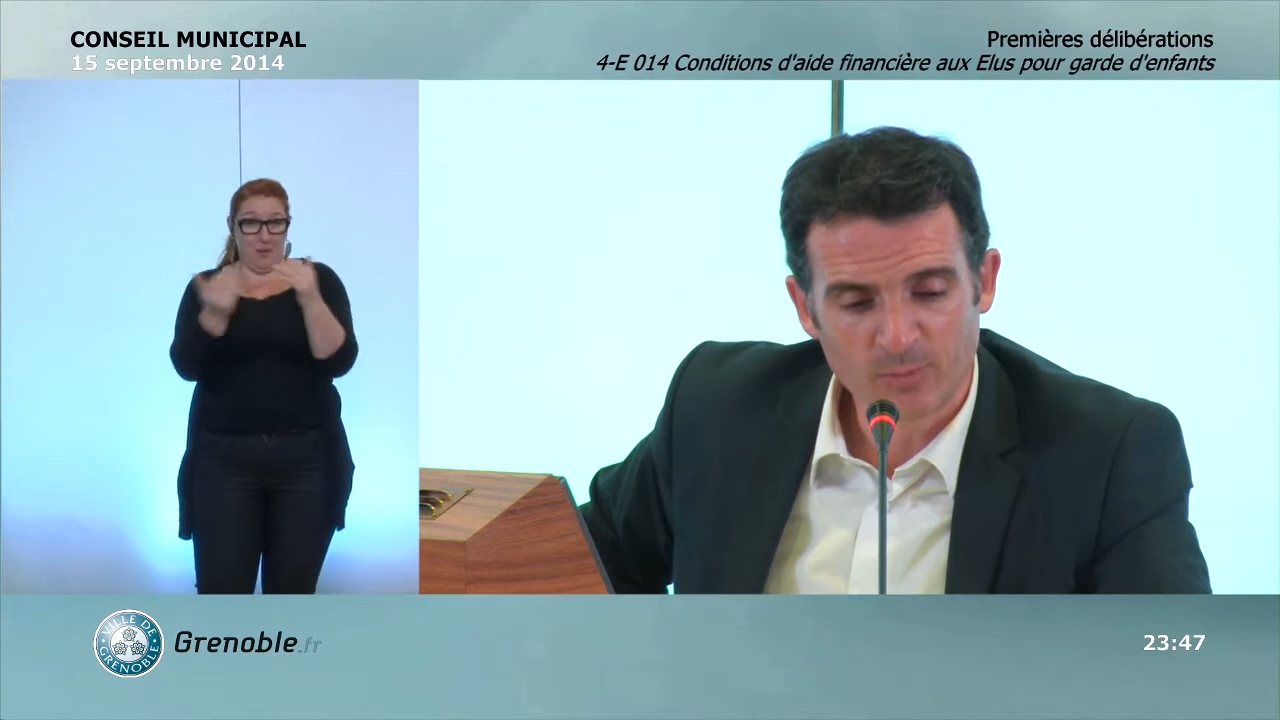 CONSEIL MUNICIPAL
15 septembre 2014
Premières délibérations
4-E 014 Conditions d'aide financière aux Elus pour garde d'enfants
VILLE DE GRENOBLE
Grenoble.fr
23:47